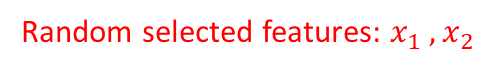 Random selected features: x₁ , x₂